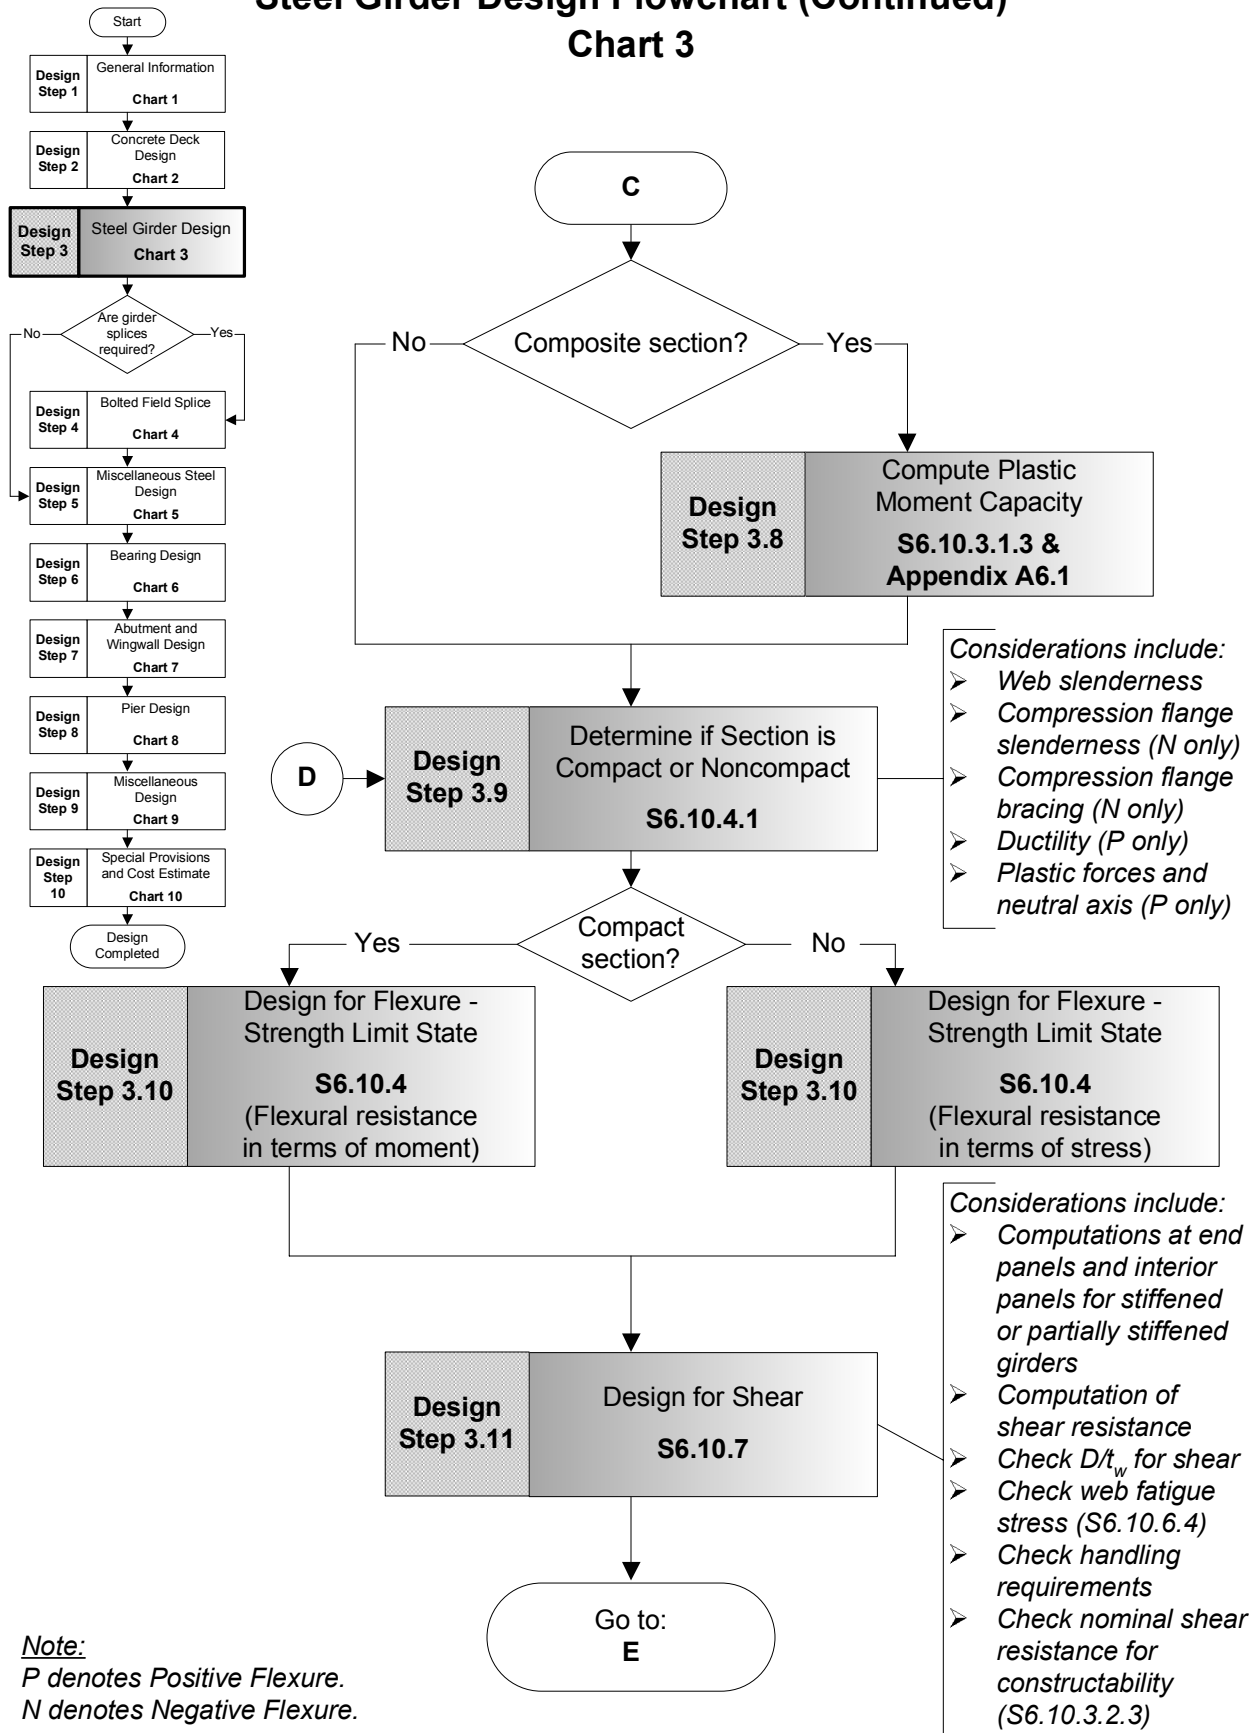 Steel Girder Design Flowchart (Continued)
Chart 3
Start
Design
Step 1
General Information
Chart 1
Design
Step 2
Concrete Deck
Design
Chart 2
Design
Step 3
Steel Girder Design
Chart 3
Are girder
splices
required?
No
Yes
Design
Step 4
Bolted Field Splice
Chart 4
Design
Step 5
Miscellaneous Steel
Design
Chart 5
Design
Step 6
Bearing Design
Chart 6
Design
Step 7
Abutment and
Wingwall Design
Chart 7
Design
Step 8
Pier Design
Chart 8
Design
Step 9
Miscellaneous
Design
Chart 9
Design
Step
10
Special Provisions
and Cost Estimate
Chart 10
Design
Completed
C
Composite section?
No
Yes
Design
Step 3.8
Compute Plastic
Moment Capacity
S6.10.3.1.3 &
Appendix A6.1
D
Design
Step 3.9
Determine if Section is
Compact or Noncompact
S6.10.4.1
Considerations include:
➢ Web slenderness
➢ Compression flange
slenderness (N only)
➢ Compression flange
bracing (N only)
➢ Ductility (P only)
➢ Plastic forces and
neutral axis (P only)
Compact
section?
Yes
No
Design
Step 3.10
Design for Flexure -
Strength Limit State
S6.10.4
(Flexural resistance
in terms of moment)
Design
Step 3.10
Design for Flexure -
Strength Limit State
S6.10.4
(Flexural resistance
in terms of stress)
Design
Step 3.11
Design for Shear
S6.10.7
Considerations include:
➢ Computations at end
panels and interior
panels for stiffened
or partially stiffened
girders
➢ Computation of
shear resistance
➢ Check D/tw for shear
➢ Check web fatigue
stress (S6.10.6.4)
➢ Check handling
requirements
➢ Check nominal shear
resistance for
constructability
(S6.10.3.2.3)
Go to:
E
Note:
P denotes Positive Flexure.
N denotes Negative Flexure.